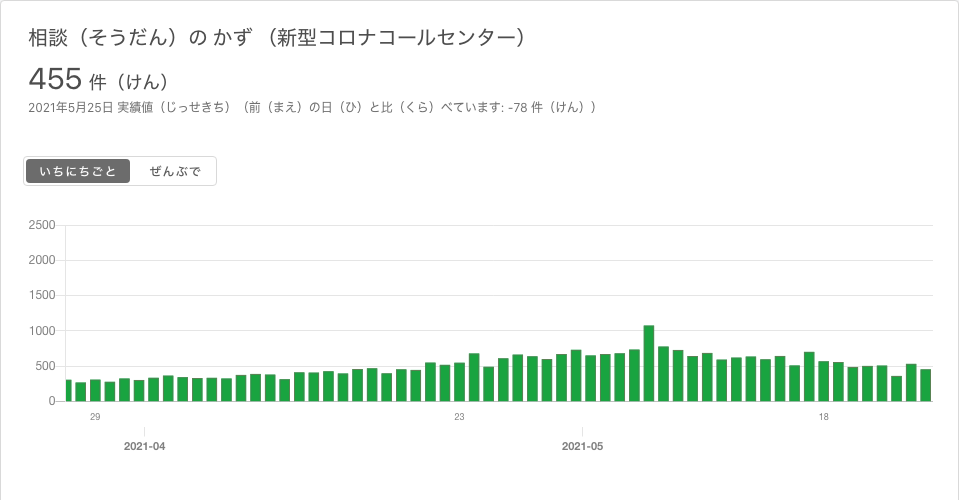 相談（そうだん）の かず （新型コロナコールセンター）
455 件（けん）
2021年5月25日 実績値（じっせきち）（前（まえ）の日（ひ）と比（くら）べています: -78 件（けん））
いちにちごと ぜんぶで
2500
2000
1500
1000
500
0
29 23 18
2021-04 2021-05